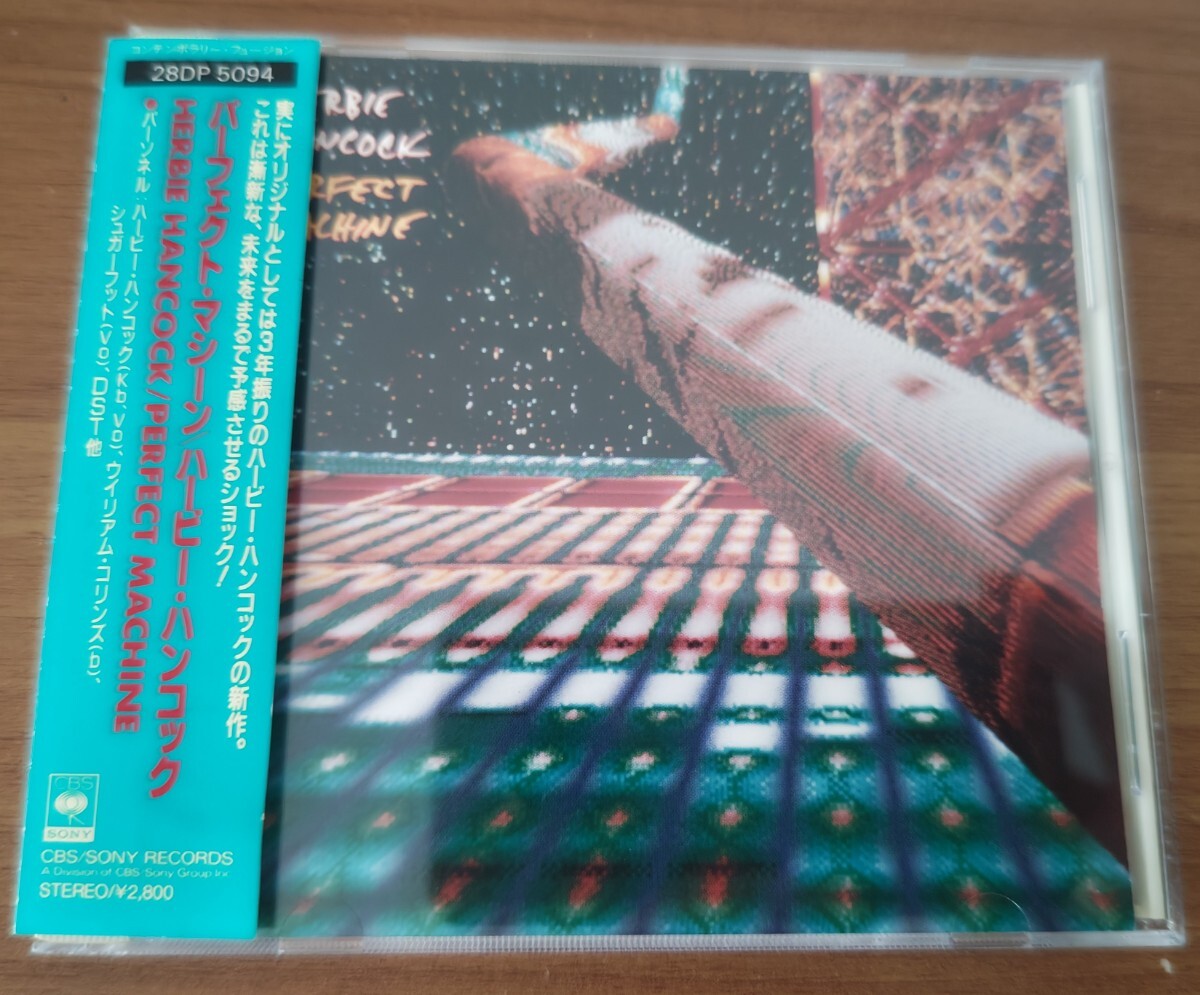 コンテンポラリー・フュージョン
28DP 5094
実にオリジナルとしては3年振りのハービー・ハンコックの新作。
これは漸新な、未来をまるで予感させるショック!
パーフェクト・マシーン/ハービー・ハンコック
HERBIE HANCOCK/PERFECT MACHINE
●パーソネル:ハービー・ハンコック(Kb、Vo)、ウイリアム・コリンズ(b)、
シュガーフット(Vo)、DST他
CBS
SONY
CBS/SONY RECORDS
A Division of CBS/Sony Group Inc
STEREO/¥2,800
RBIE
NCOCK
RFECT
CHINE